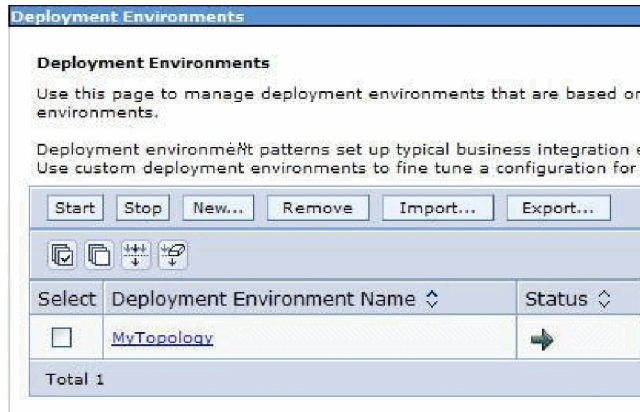 Deployment Environments
Deployment Environments
Use this page to manage deployment environments that are based on
environments.
Deployment environment patterns set up typical business integration
Use custom deployment environments to fine tune a configuration for
Start Stop New... Remove Import... Export...
Select Deployment Environment Name Status
MyTopology
Total 1